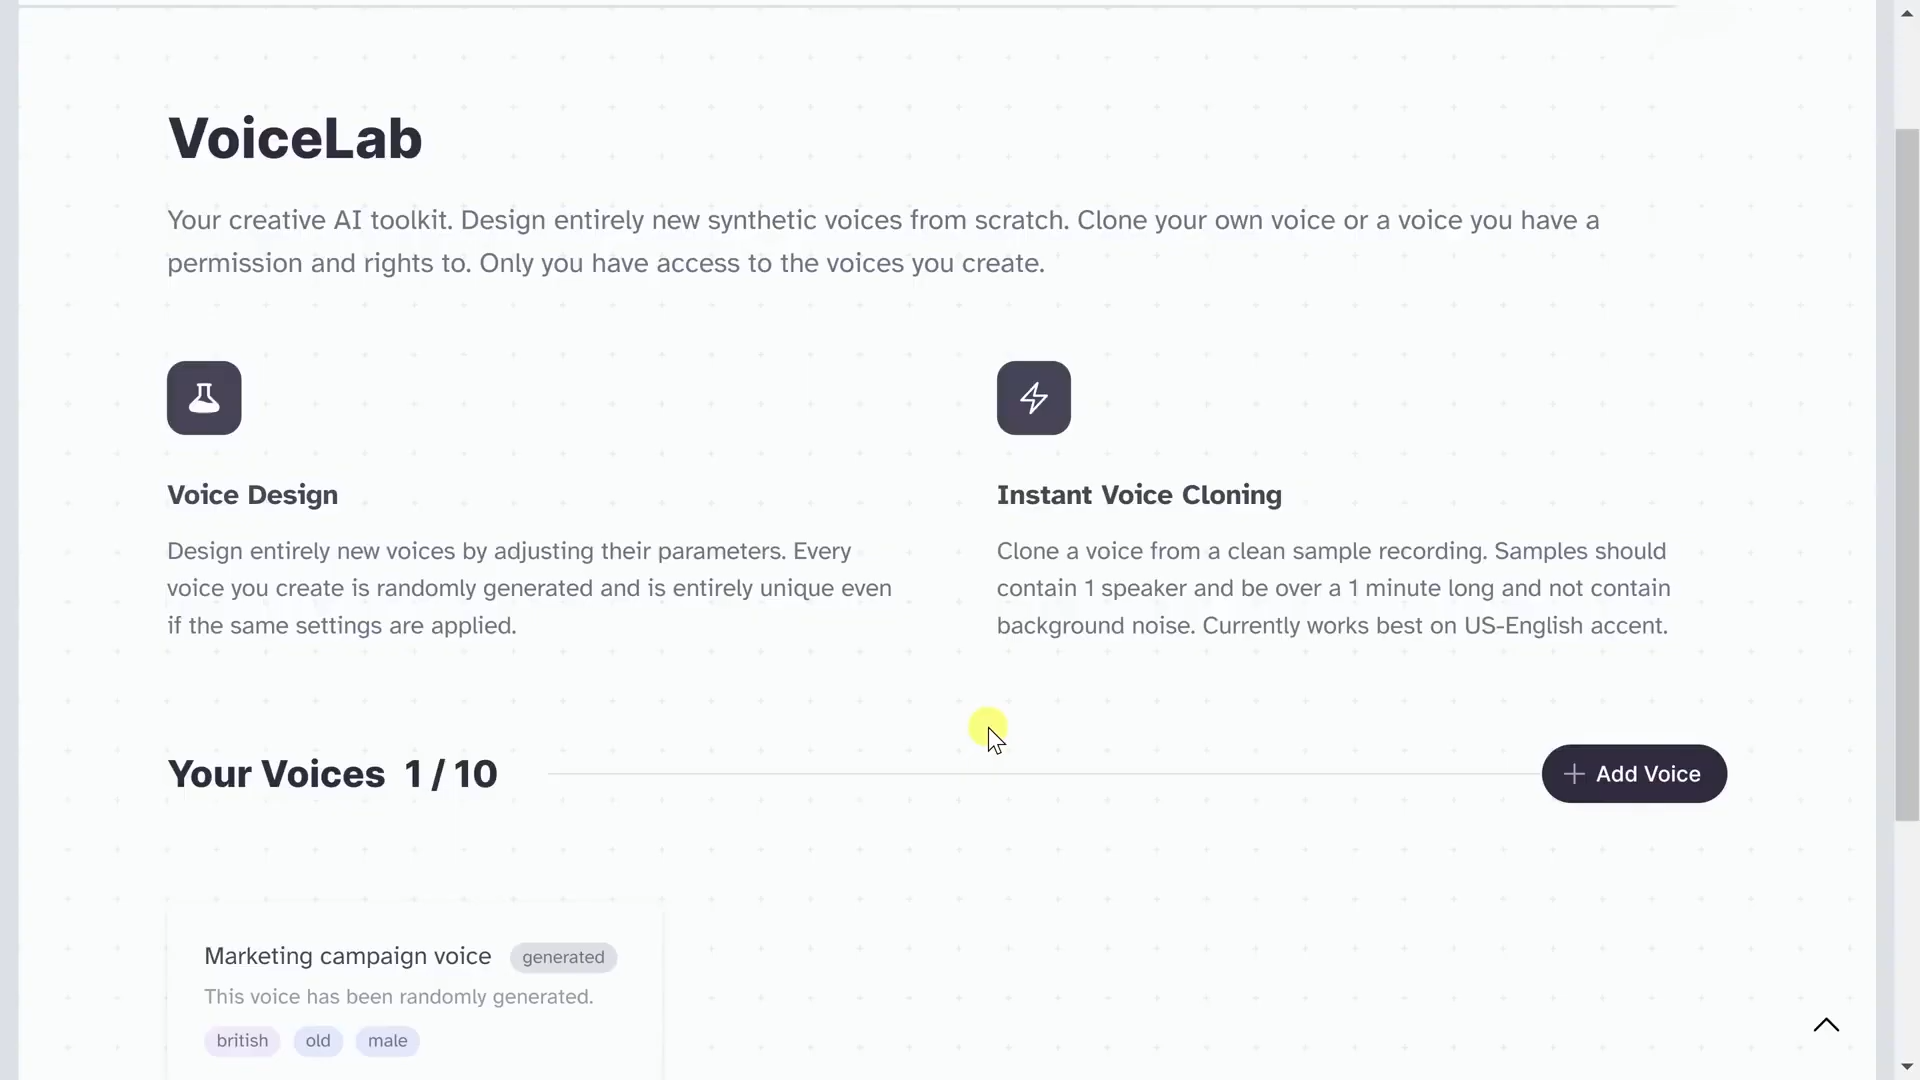 VoiceLab
Your creative AI toolkit. Design entirely new synthetic voices from scratch. Clone your own voice or a voice you have a
permission and rights to. Only you have access to the voices you create.
Voice Design
Design entirely new voices by adjusting their parameters. Every
voice you create is randomly generated and is entirely unique even
if the same settings are applied.
Instant Voice Cloning
Clone a voice from a clean sample recording. Samples should
contain 1 speaker and be over a 1 minute long and not contain
background noise. Currently works best on US-English accent.
Your Voices 1 / 10
Add Voice
Marketing campaign voice generated
This voice has been randomly generated.
british old male